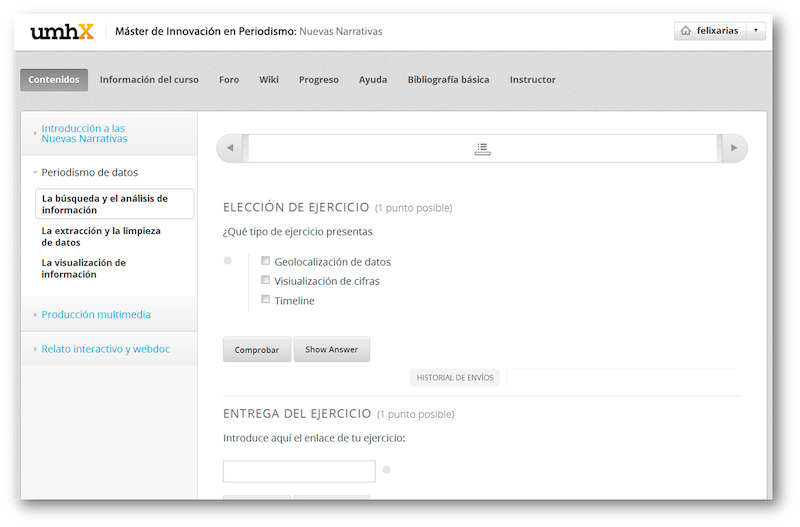 umhX Máster de Innovación en Periodismo: Nuevas Narrativas felixarias
Contenidos Información del curso Foro Wiki Progreso Ayuda Bibliografía básica Instructor
Introducción a las
Nuevas Narrativas
Periodismo de datos
La búsqueda y el análisis de
información
La extracción y la limpieza
de datos
La visualización de
información
Producción multimedia
Relato interactivo y webdoc
ELECCIÓN DE EJERCICIO (1 punto posible)
¿Qué tipo de ejercicio presentas
Geolocalización de datos
Visiualización de cifras
Timeline
Comprobar Show Answer
HISTORIAL DE ENVÍOS
ENTREGA DEL EJERCICIO (1 punto posible)
Introduce aquí el enlace de tu ejercicio: